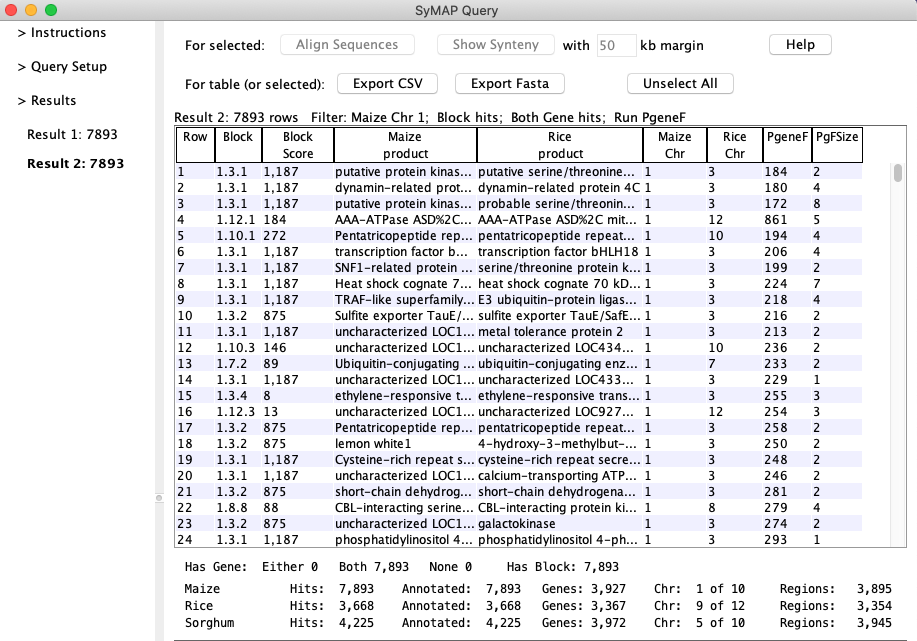 SyMAP Query
> Instructions
> Query Setup
> Results
Result 1: 7893
Result 2: 7893
For selected: Align Sequences Show Synteny with 50 kb margin Help
For table (or selected): Export CSV Export Fasta Unselect All
Result 2: 7893 rows Filter: Maize Chr 1; Block hits; Both Gene hits; Run PgeneF
Row Block Block Score Maize product Rice product Maize Chr Rice Chr PgeneF PgFSize
1 1.3.1 1,187 putative protein kinas... putative serine/threonine... 1 3 184 2
2 1.3.1 1,187 dynamin-related prot... dynamin-related protein 4C 1 3 180 4
3 1.3.1 1,187 putative protein kinas... probable serine/threonin... 1 3 172 8
4 1.12.1 184 AAA-ATPase ASD%2C... AAA-ATPase ASD%2C mit... 1 12 861 5
5 1.10.1 272 Pentatricopeptide rep... pentatricopeptide repeat... 1 10 194 4
6 1.3.1 1,187 transcription factor b... transcription factor bHLH18 1 3 206 4
7 1.3.1 1,187 SNF1-related protein ... serine/threonine protein k... 1 3 199 2
8 1.3.1 1,187 Heat shock cognate 7... heat shock cognate 70 kD... 1 3 224 7
9 1.3.1 1,187 TRAF-like superfamily... E3 ubiquitin-protein ligas... 1 3 218 4
10 1.3.2 875 Sulfite exporter TauE/... sulfite exporter TauE/SafE... 1 3 216 2
11 1.3.1 1,187 uncharacterized LOC1... metal tolerance protein 2 1 3 213 2
12 1.10.3 146 uncharacterized LOC1... uncharacterized LOC434... 1 10 236 2
13 1.7.2 89 Ubiquitin-conjugating ... ubiquitin-conjugating enz... 1 7 233 2
14 1.3.1 1,187 uncharacterized LOC1... uncharacterized LOC433... 1 3 229 1
15 1.3.4 8 ethylene-responsive t... ethylene-responsive trans... 1 3 255 3
16 1.12.3 13 uncharacterized LOC1... uncharacterized LOC927... 1 12 254 3
17 1.3.2 875 Pentatricopeptide rep... pentatricopeptide repeat... 1 3 258 2
18 1.3.2 875 lemon white1 4-hydroxy-3-methylbut-... 1 3 250 2
19 1.3.1 1,187 Cysteine-rich repeat s... cysteine-rich repeat secre... 1 3 248 2
20 1.3.1 1,187 uncharacterized LOC1... calcium-transporting ATP... 1 3 246 2
21 1.3.2 875 short-chain dehydrog... short-chain dehydrogena... 1 3 281 2
22 1.8.8 88 CBL-interacting serine... CBL-interacting protein ki... 1 8 279 4
23 1.3.2 875 uncharacterized LOC1... galactokinase 1 3 274 2
24 1.3.1 1,187 phosphatidylinositol 4... phosphatidylinositol 4-ph... 1 3 293 1
Has Gene: Either 0 Both 7,893 None 0 Has Block: 7,893
Maize Hits: 7,893 Annotated: 7,893 Genes: 3,927 Chr: 1 of 10 Regions: 3,895
Rice Hits: 3,668 Annotated: 3,668 Genes: 3,367 Chr: 9 of 12 Regions: 3,354
Sorghum Hits: 4,225 Annotated: 4,225 Genes: 3,972 Chr: 5 of 10 Regions: 3,945